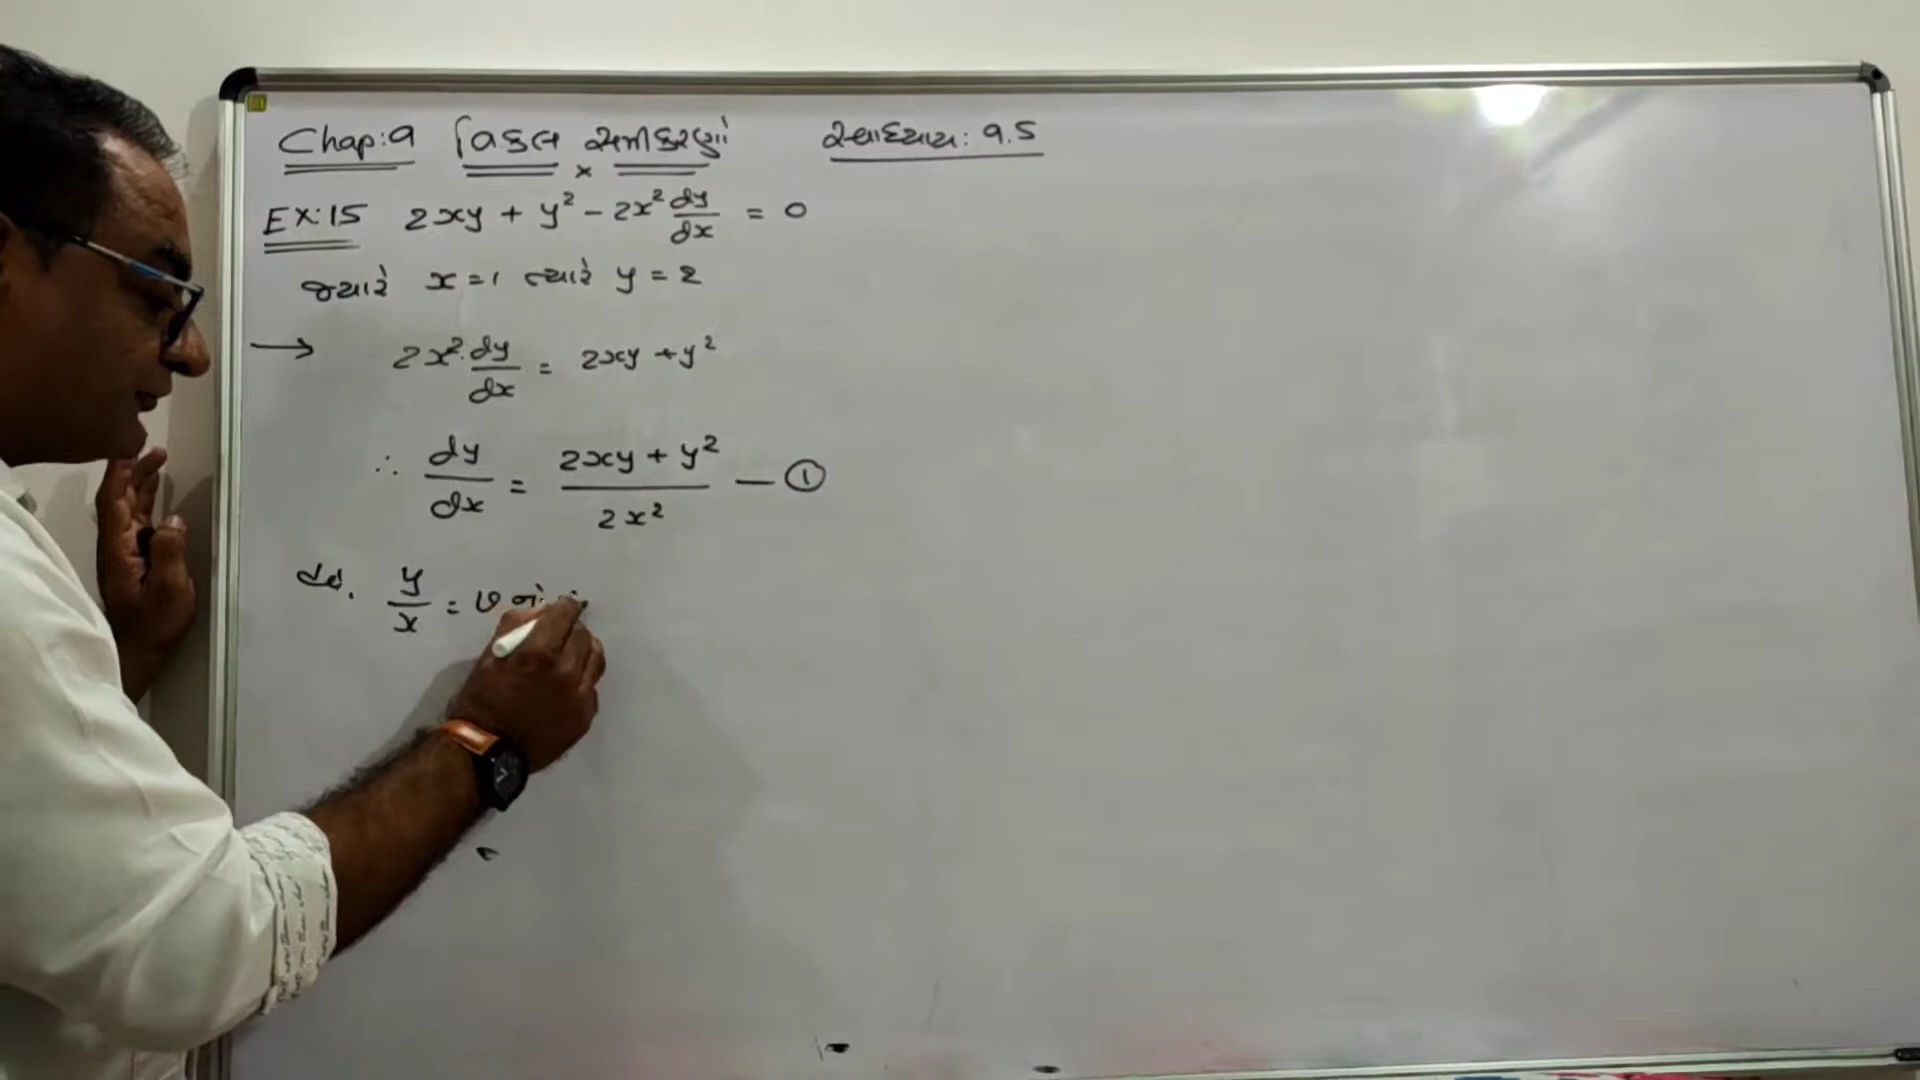 Chap:9 વિકલ સમીકરણો સ્વાધ્યાય: 9.5
EX:15 2xy + y² - 2x² dy/dx = 0
જ્યારે x = 1 ત્યારે y = 2
→ 2x². dy/dx = 2xy + y²
∴ dy/dx = (2xy + y²)/(2x²) — ①
હવે. y/x = v